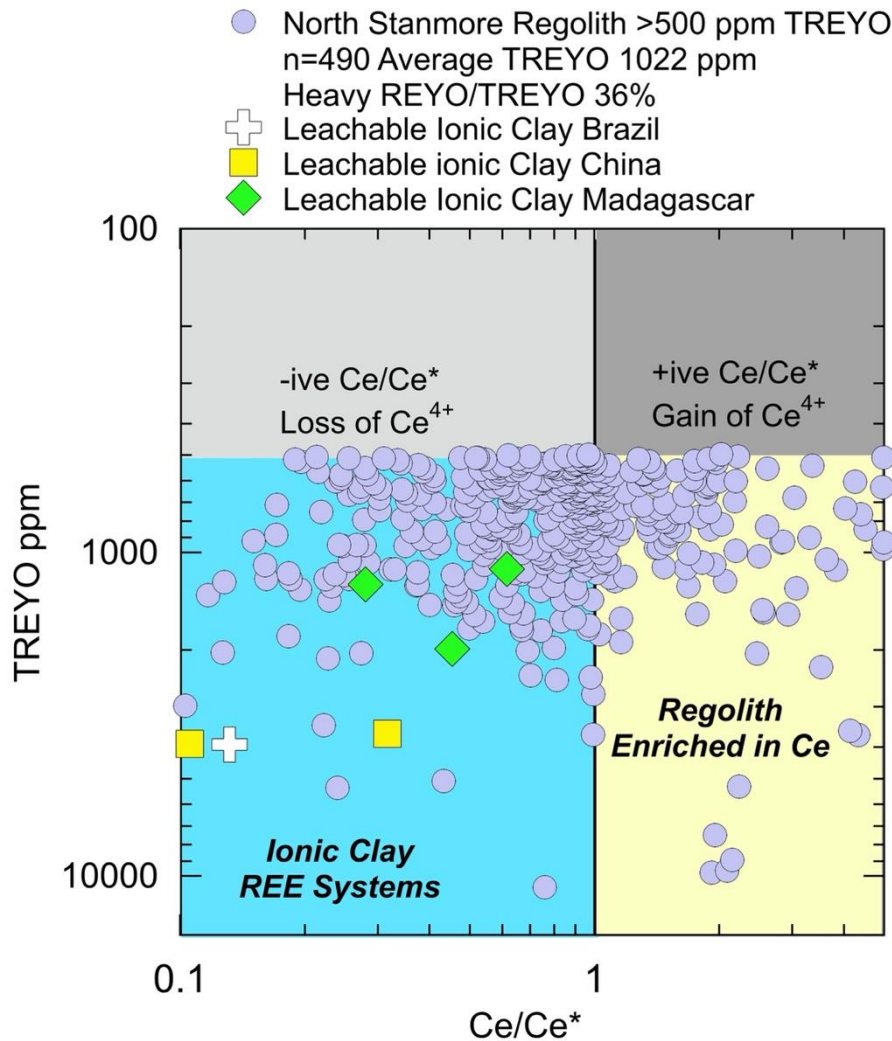 North Stanmore Regolith >500 ppm TREYO
n=490 Average TREYO 1022 ppm
Heavy REYO/TREYO 36%
Leachable Ionic Clay Brazil
Leachable ionic Clay China
Leachable Ionic Clay Madagascar
100
-ive Ce/Ce*
Loss of Ce⁴⁺
+ive Ce/Ce*
Gain of Ce⁴⁺
TREYO ppm
1000
Regolith
Enriched in Ce
Ionic Clay
REE Systems
10000
0.1
1
Ce/Ce*